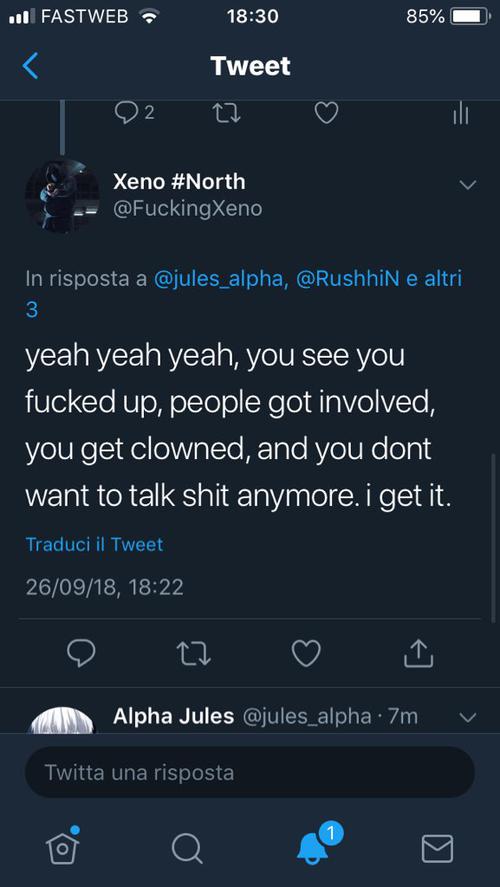 FASTWEB 18:30 85%
Tweet
2
Xeno #North
@FuckingXeno
In risposta a @jules_alpha, @RushhiN e altri
3
yeah yeah yeah, you see you
fucked up, people got involved,
you get clowned, and you dont
want to talk shit anymore. i get it.
Traduci il Tweet
26/09/18, 18:22
Alpha Jules @jules_alpha · 7m
Twitta una risposta
1